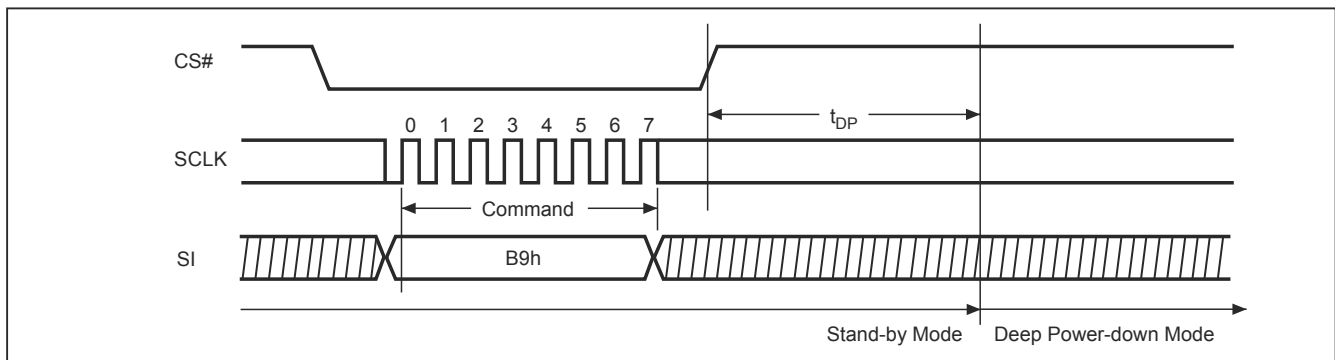 CS#
t_DP
0 1 2 3 4 5 6 7
SCLK
Command
SI
B9h
Stand-by Mode
Deep Power-down Mode